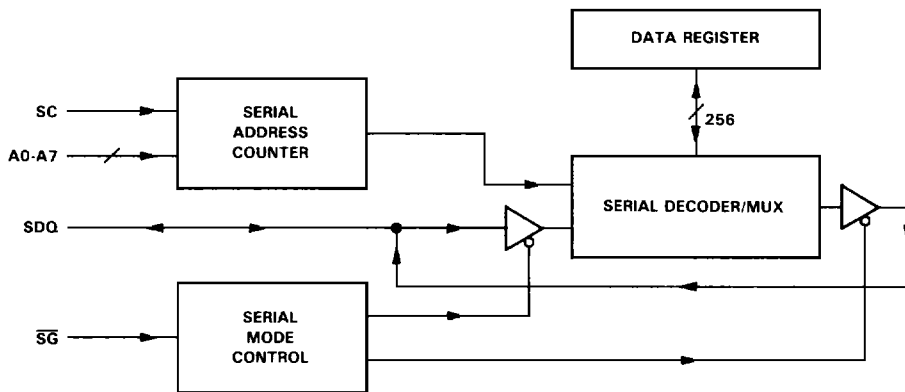 DATA REGISTER
SC
SERIAL
ADDRESS
COUNTER
256
A0-A7
SERIAL DECODER/MUX
SDQ
SERIAL
MODE
CONTROL
SG